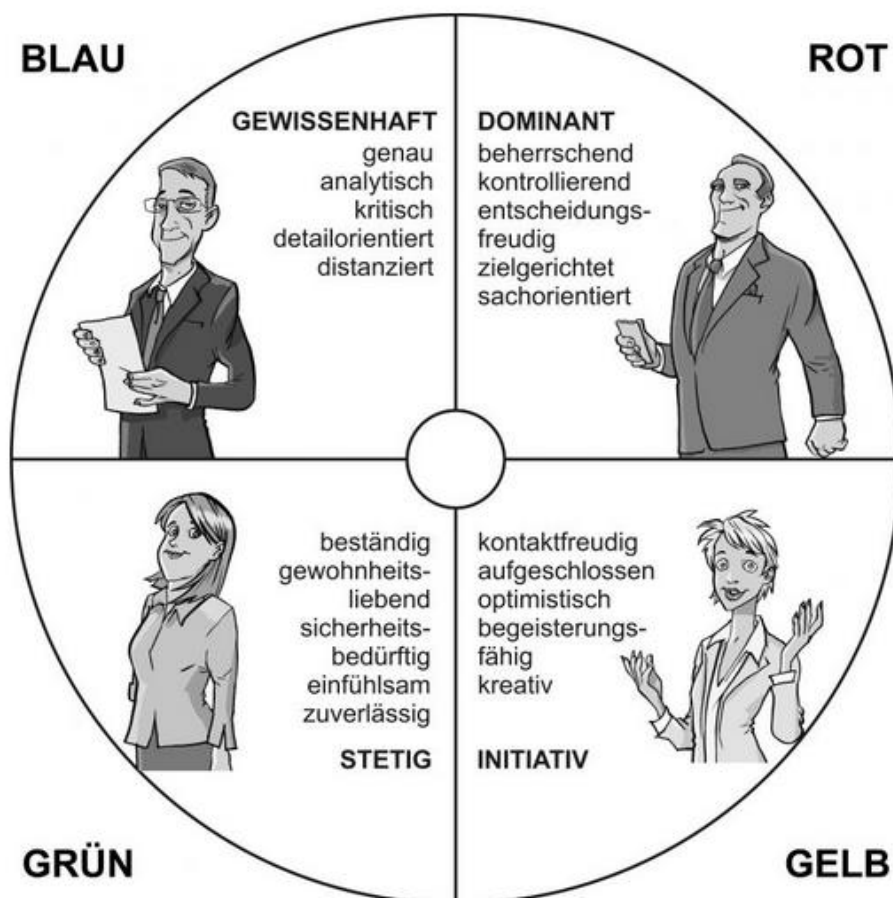 BLAU
GEWISSENHAFT
genau
analytisch
kritisch
detailorientiert
distanziert
ROT
DOMINANT
beherrschend
kontrollierend
entscheidungs-
freudig
zielgerichtet
sachorientiert
beständig
gewohnheits-
liebend
sicherheits-
bedürftig
einfühlsam
zuverlässig
STETIG
GRÜN
kontaktfreudig
aufgeschlossen
optimistisch
begeisterungs-
fähig
kreativ
INITIATIV
GELB